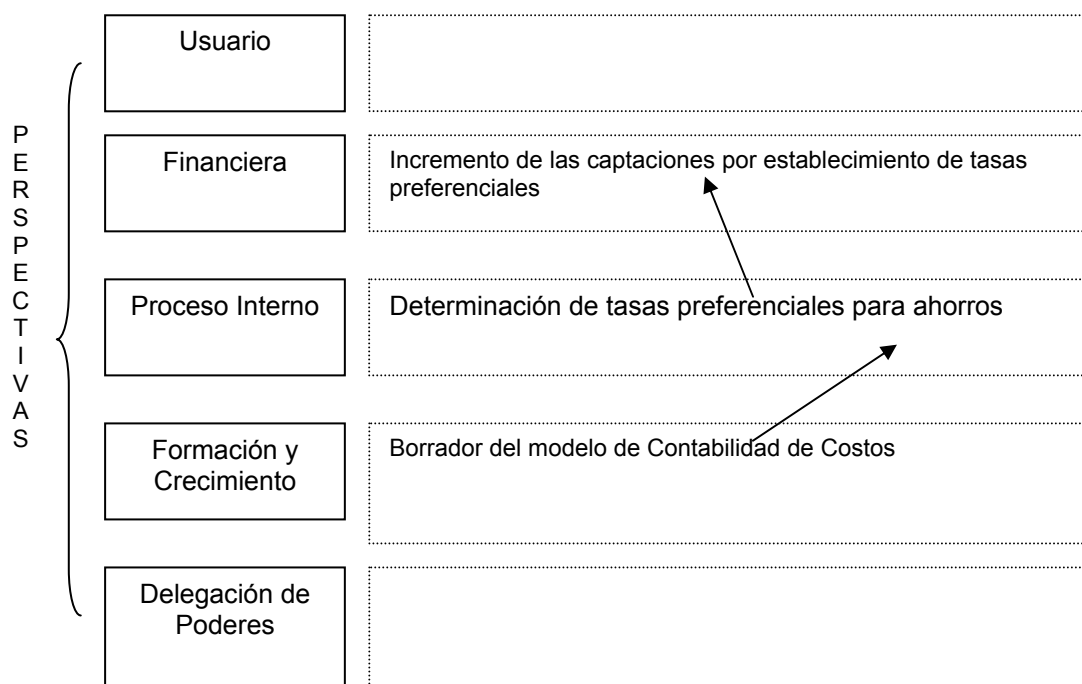 PERSPECTIVAS
Usuario
Financiera
Incremento de las captaciones por establecimiento de tasas
preferenciales
Proceso Interno
Determinación de tasas preferenciales para ahorros
Formación y
Crecimiento
Borrador del modelo de Contabilidad de Costos
Delegación de
Poderes